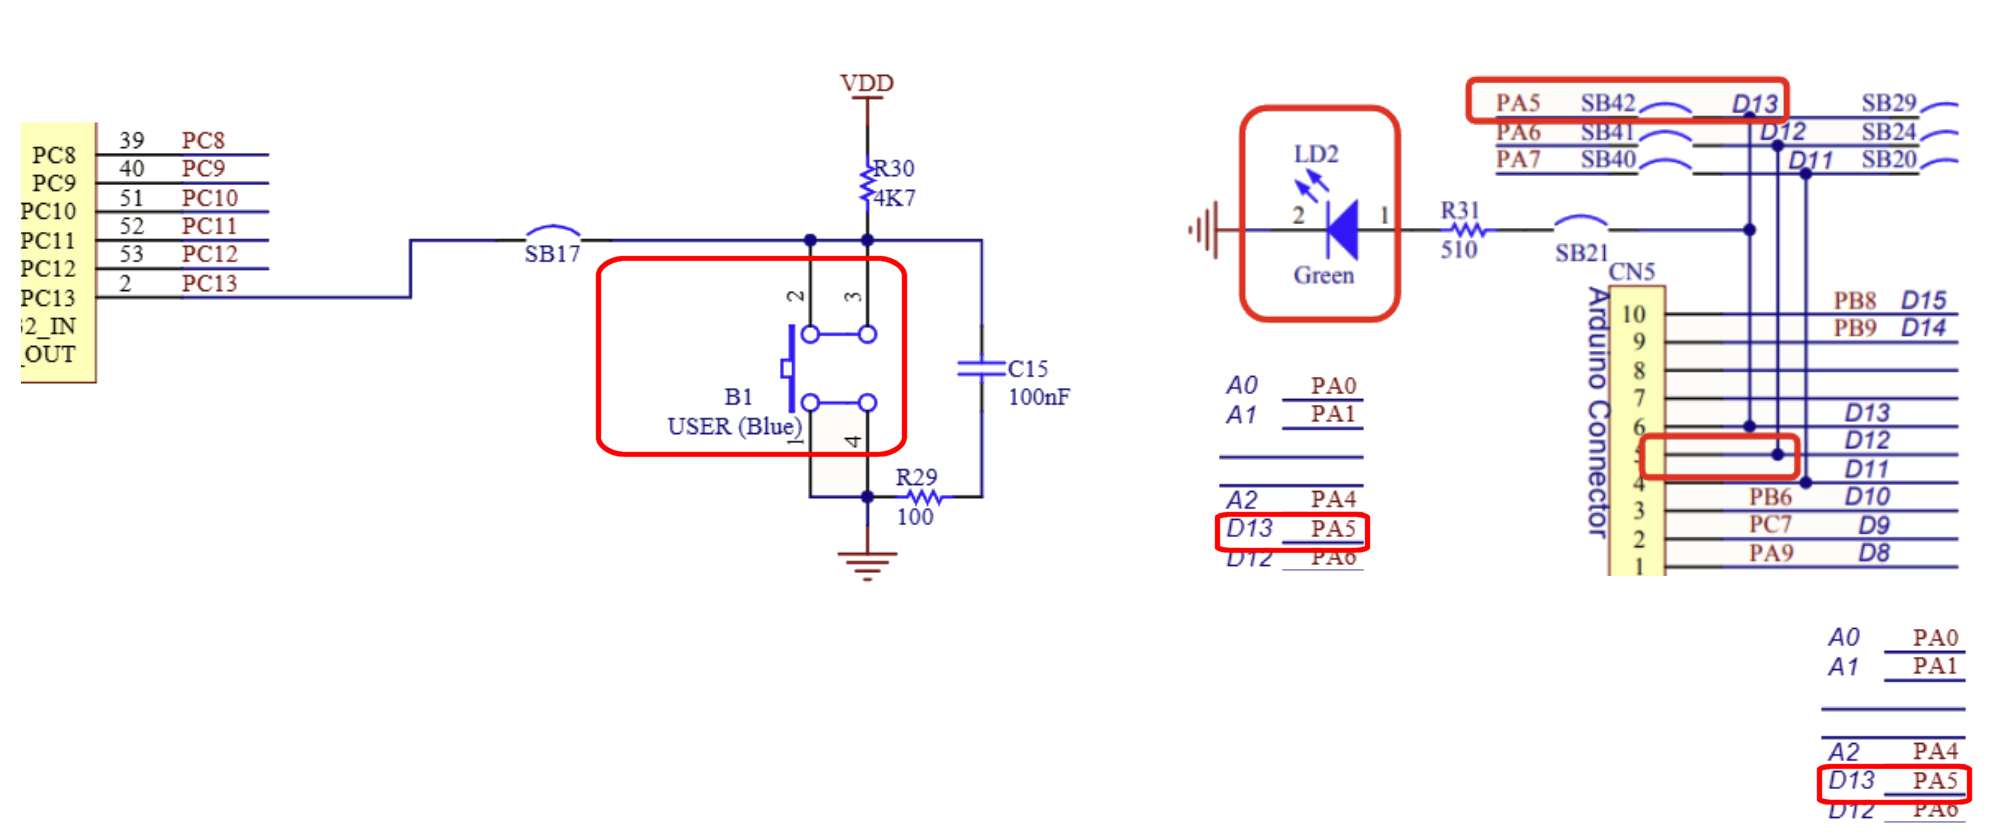 VDD
PC8 39 PC8
PC9 40 PC9
PC10 51 PC10
PC11 52 PC11
PC12 53 PC12
PC13 2 PC13
2_IN
_OUT
SB17
R30
4K7
2 3
B1
USER (Blue)
1 4
C15
100nF
R29
100
PA5 SB42 D13 SB29
PA6 SB41 D12 SB24
PA7 SB40 D11 SB20
LD2
2 1
Green
R31
510
SB21
CN5
Arduino Connector
10 PB8 D15
9 PB9 D14
8
7
6 D13
D12
4 D11
3 PB6 D10
2 PC7 D9
1 PA9 D8
A0 PA0
A1 PA1
A2 PA4
D13 PA5
D12 PA6
A0 PA0
A1 PA1
A2 PA4
D13 PA5
D12 PA6